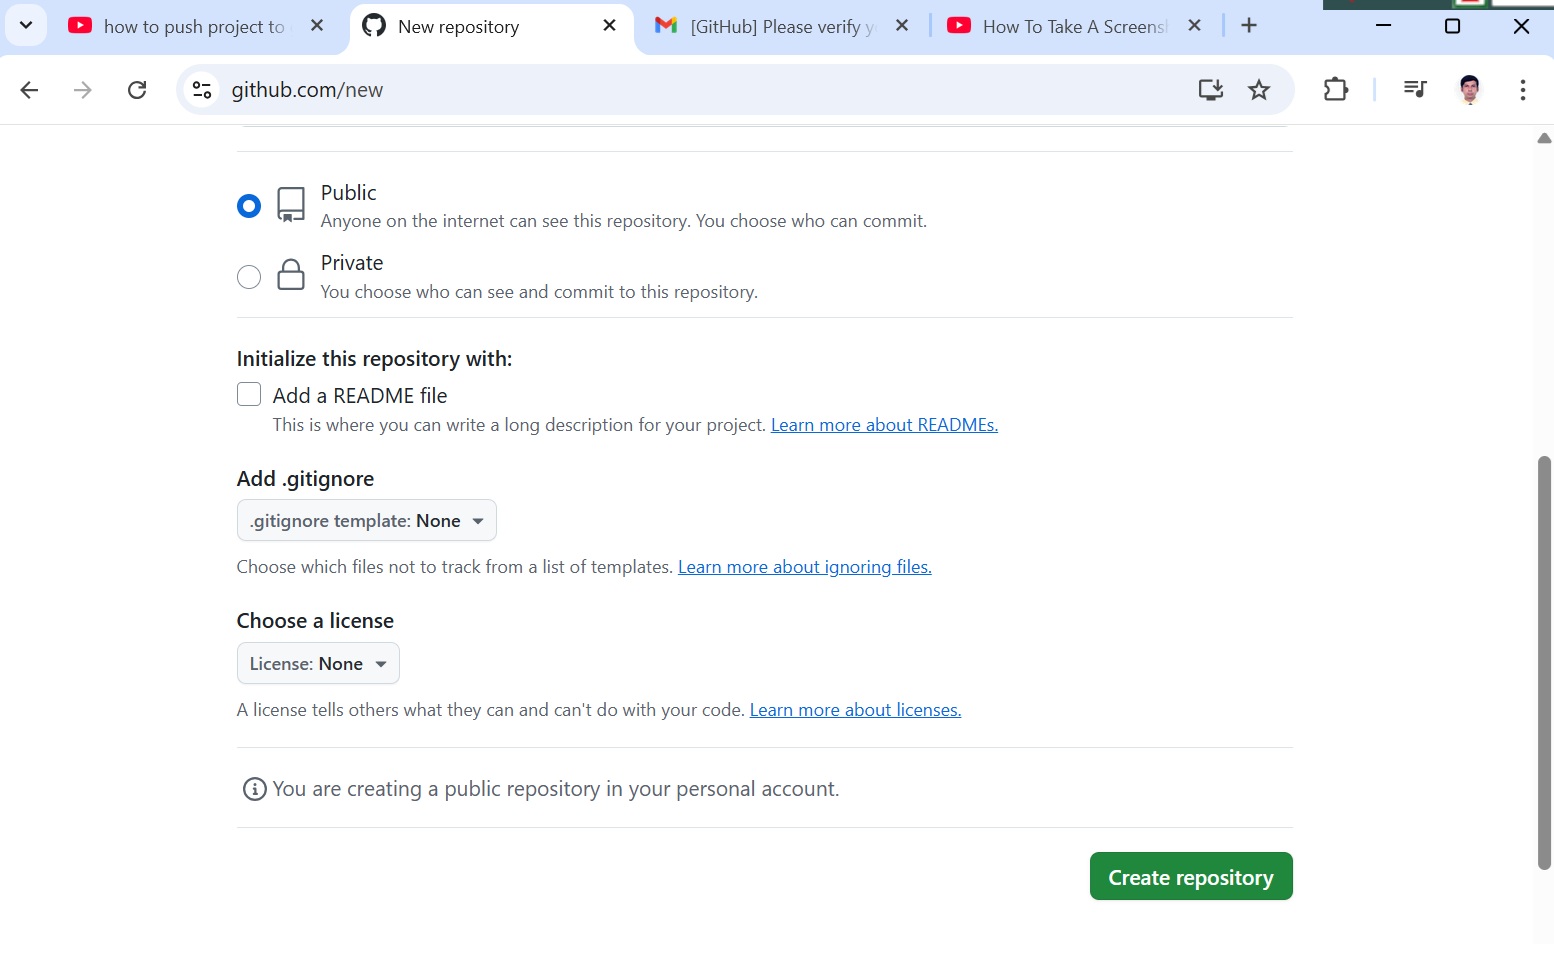 how to push project to
New repository
[GitHub] Please verify y
How To Take A Screens
github.com/new
Public
Anyone on the internet can see this repository. You choose who can commit.
Private
You choose who can see and commit to this repository.
Initialize this repository with:
Add a README file
This is where you can write a long description for your project. Learn more about READMEs.
Add .gitignore
.gitignore template: None
Choose which files not to track from a list of templates. Learn more about ignoring files.
Choose a license
License: None
A license tells others what they can and can't do with your code. Learn more about licenses.
You are creating a public repository in your personal account.
Create repository